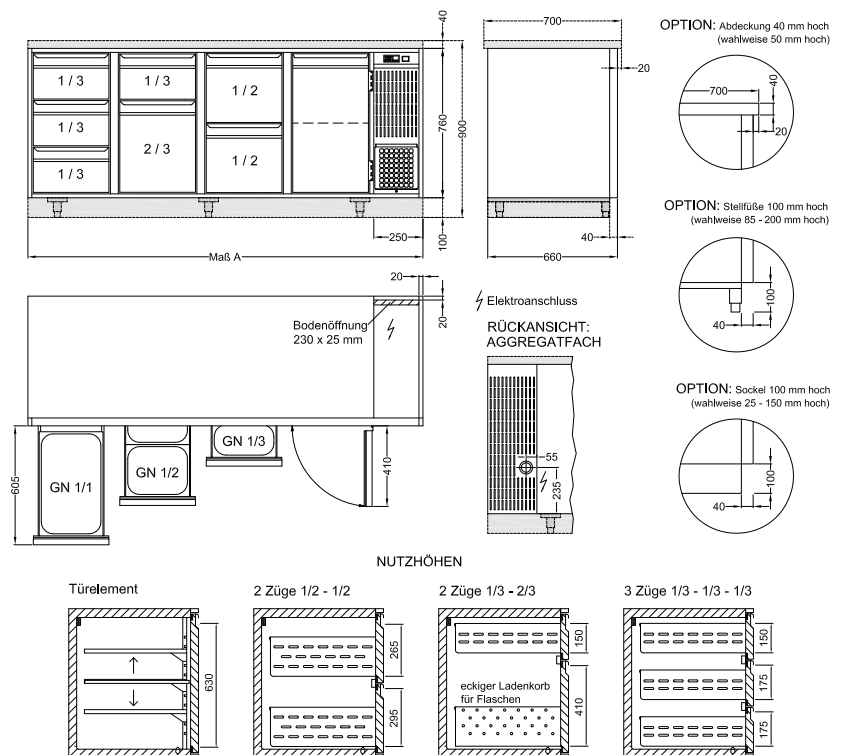 40
1 / 3
1 / 3
1 / 3
1 / 3
2 / 3
1 / 2
1 / 2
760
900
250
100
Maß A
700
20
40
660
OPTION: Abdeckung 40 mm hoch
(wahlweise 50 mm hoch)
700
40
20
OPTION: Stellfüße 100 mm hoch
(wahlweise 85 - 200 mm hoch)
100
40
OPTION: Sockel 100 mm hoch
(wahlweise 25 - 150 mm hoch)
100
40
20
20
Bodenöffnung
230 x 25 mm
GN 1/1
GN 1/2
GN 1/3
605
410
Elektroanschluss
RÜCKANSICHT:
AGGREGATFACH
55
235
NUTZHÖHEN
Türelement
630
2 Züge 1/2 - 1/2
265
295
2 Züge 1/3 - 2/3
150
410
eckiger Ladenkorb
für Flaschen
3 Züge 1/3 - 1/3 - 1/3
150
175
175